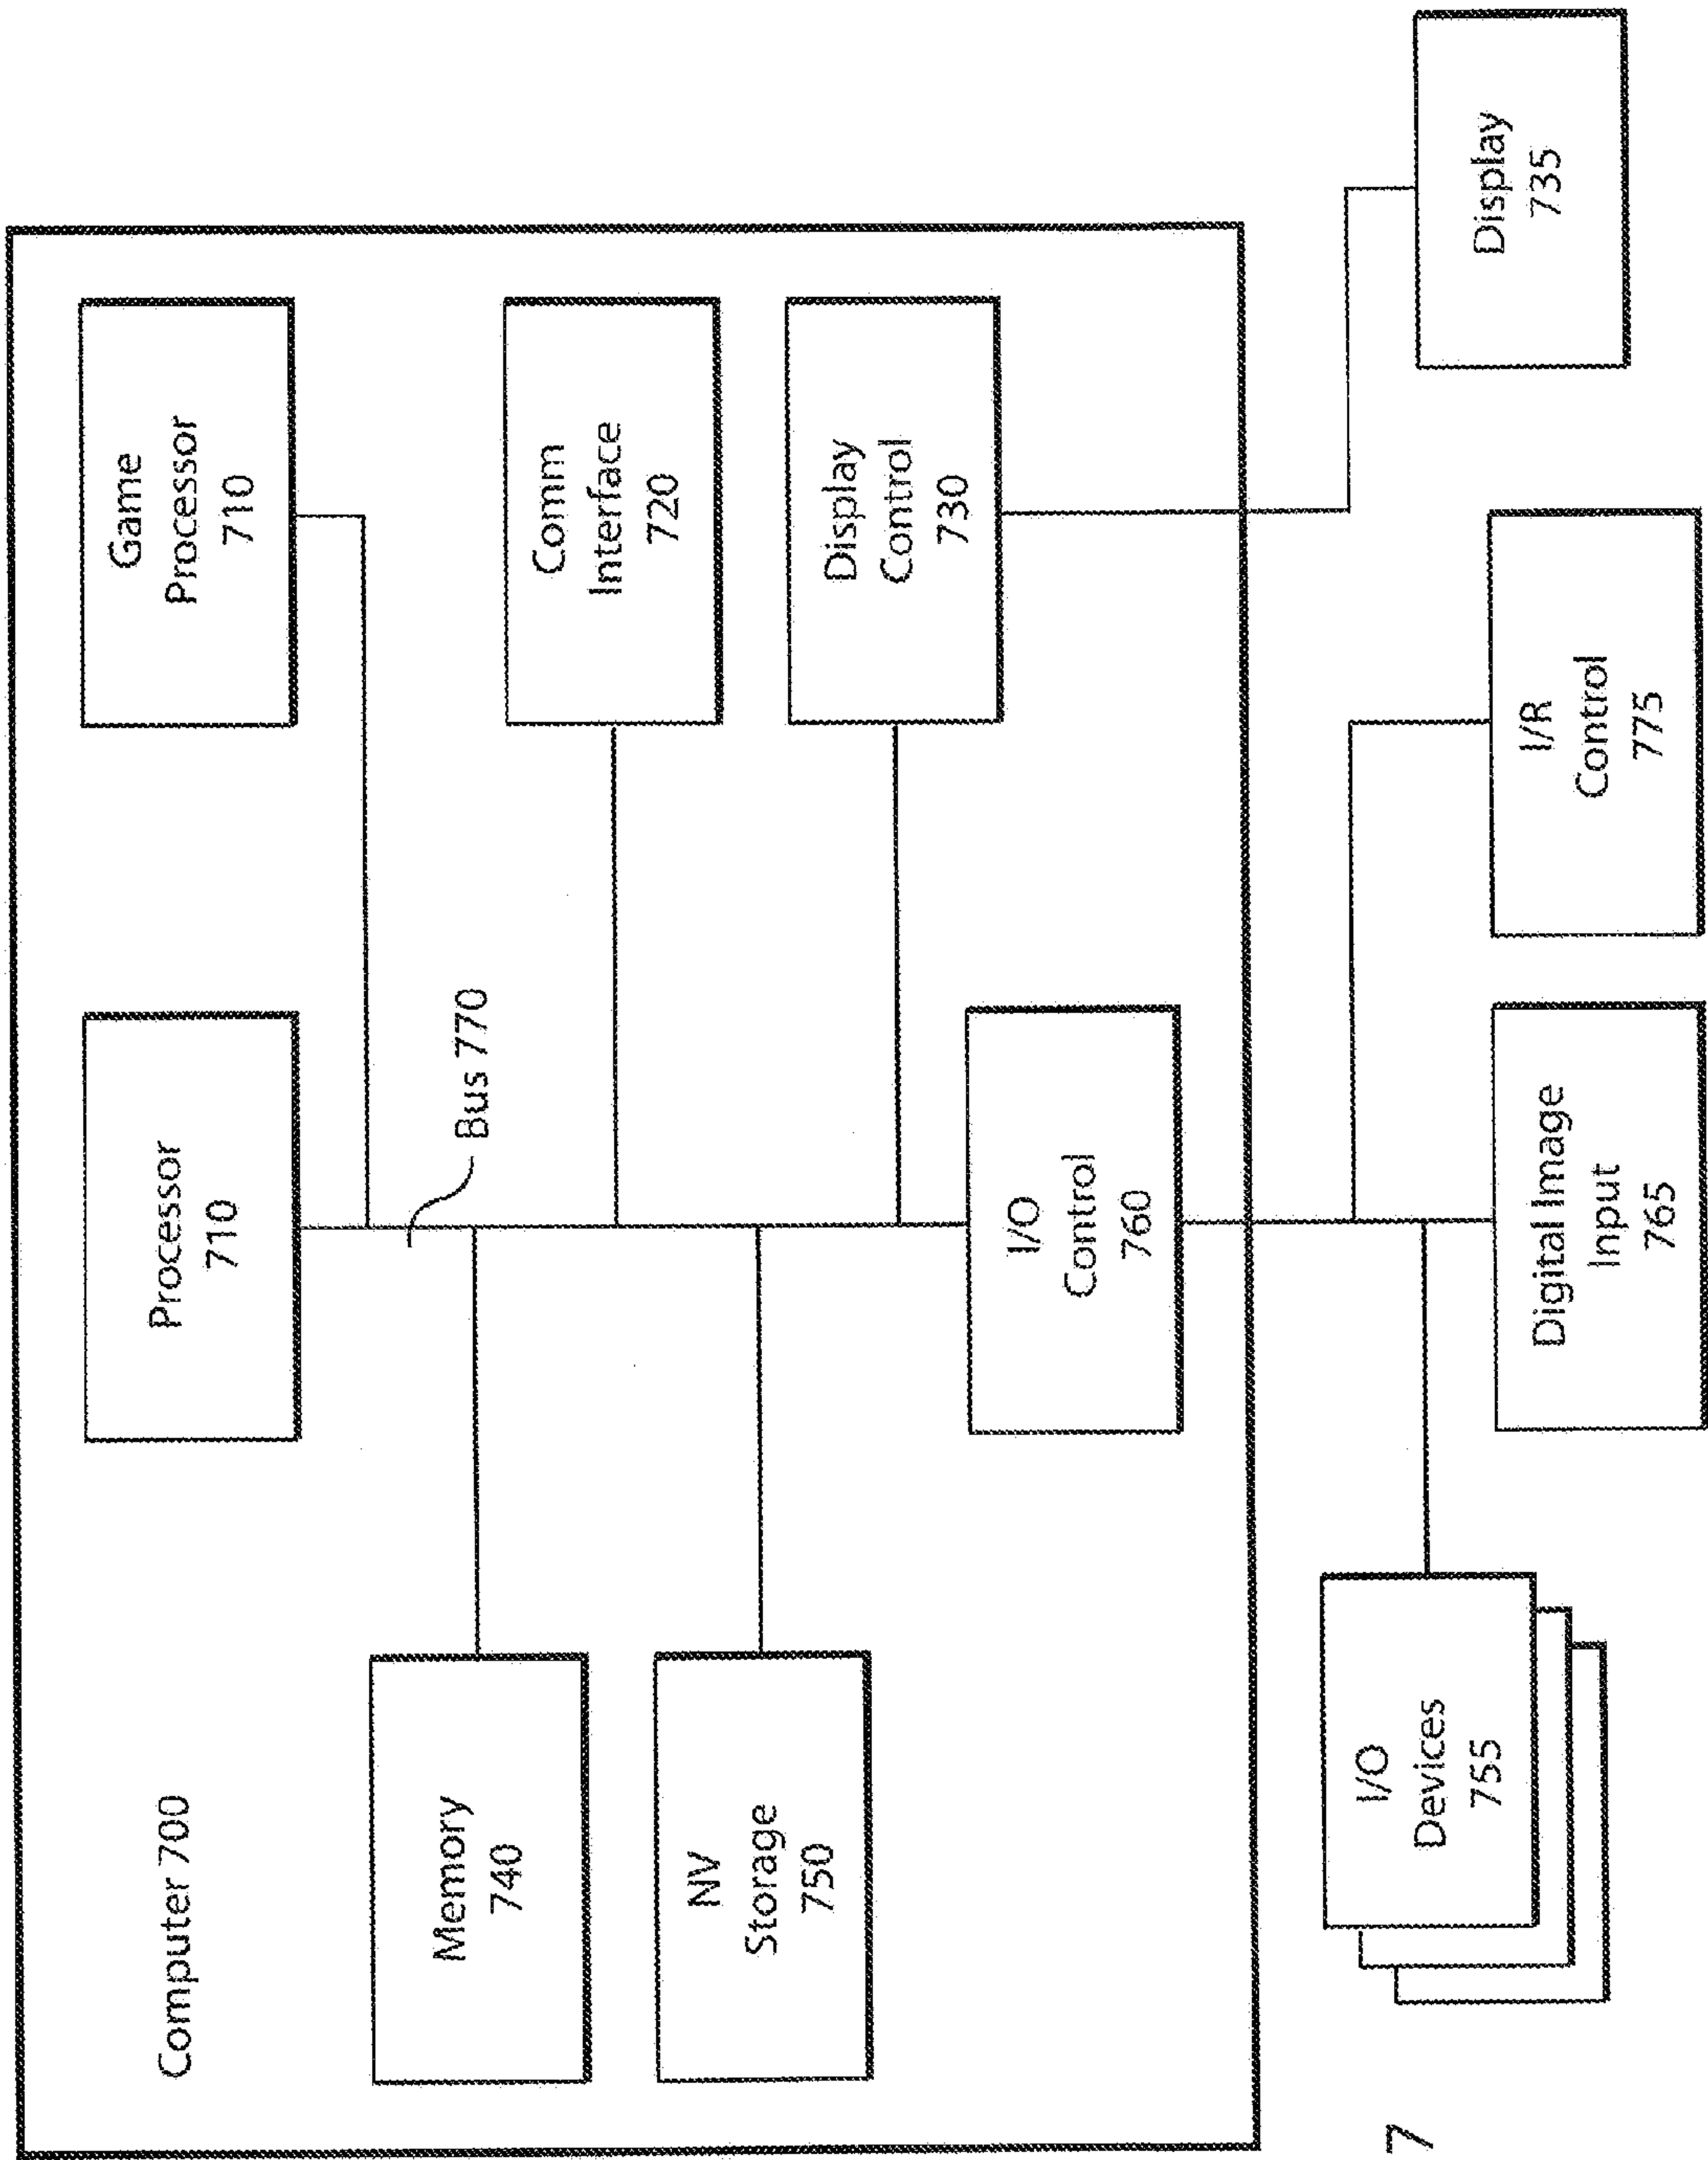 Computer 700
Processor
710
Game
Processor
710
Bus 770
Memory
740
Comm
Interface
720
NV
Storage
750
Display
Control
730
I/O
Control
760
I/O
Devices
755
Digital Image
Input
765
I/R
Control
775
Display
735
7